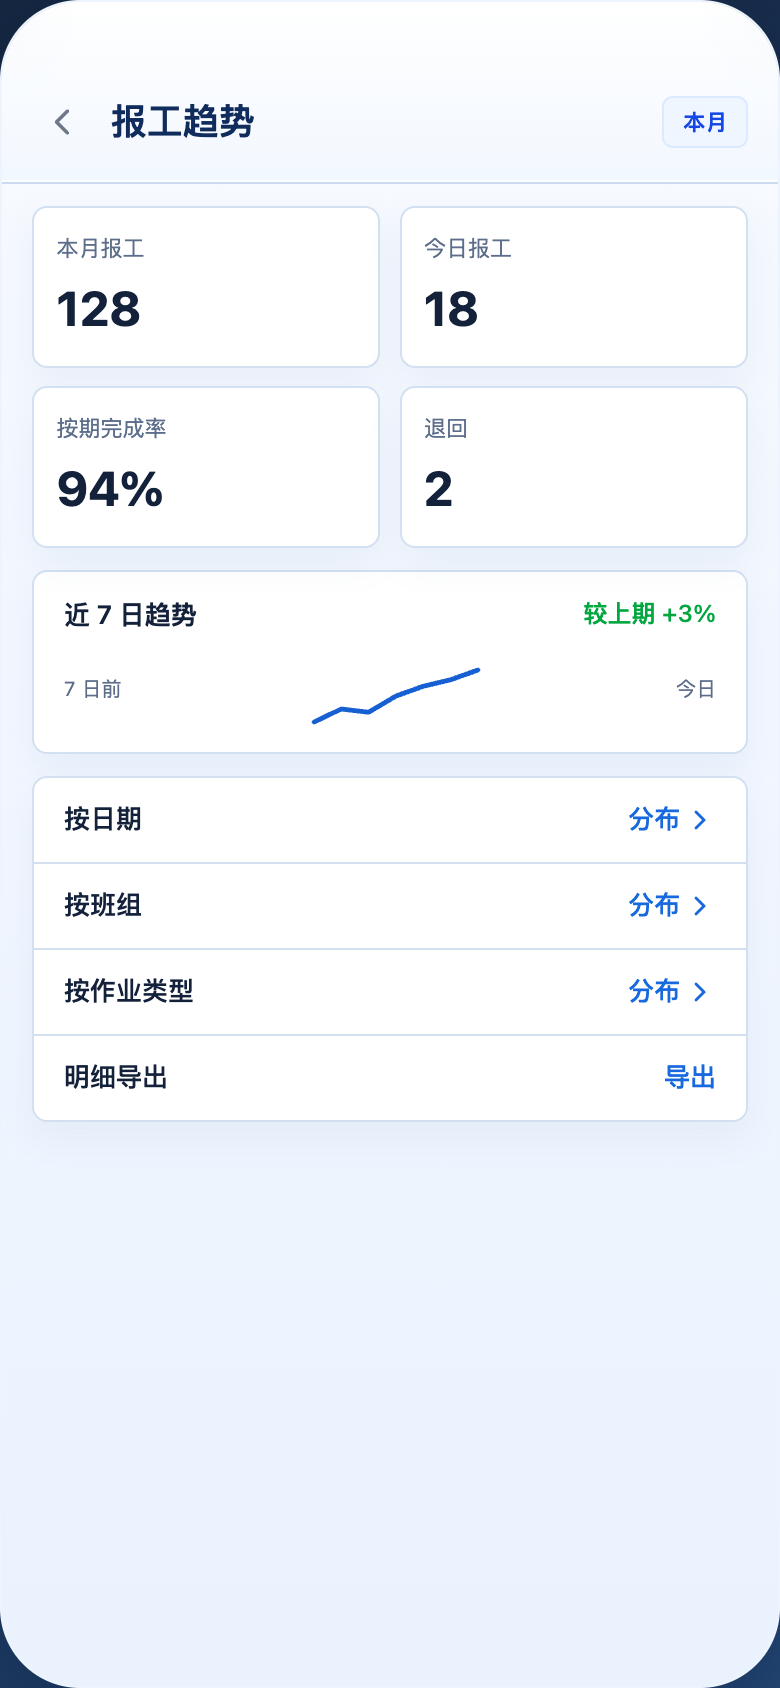 报工趋势
本月
本月报工
128
今日报工
18
按期完成率
94%
退回
2
近 7 日趋势
较上期 +3%
7 日前
今日
按日期
分布
按班组
分布
按作业类型
分布
明细导出
导出